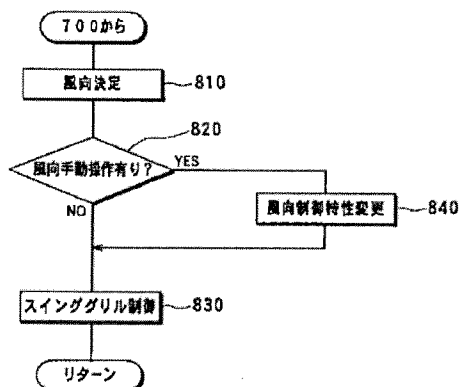 ７００から
風向決定
810
820
風向手動操作有り？
YES
NO
風向制御特性変更
840
スインググリル制御
830
リターン